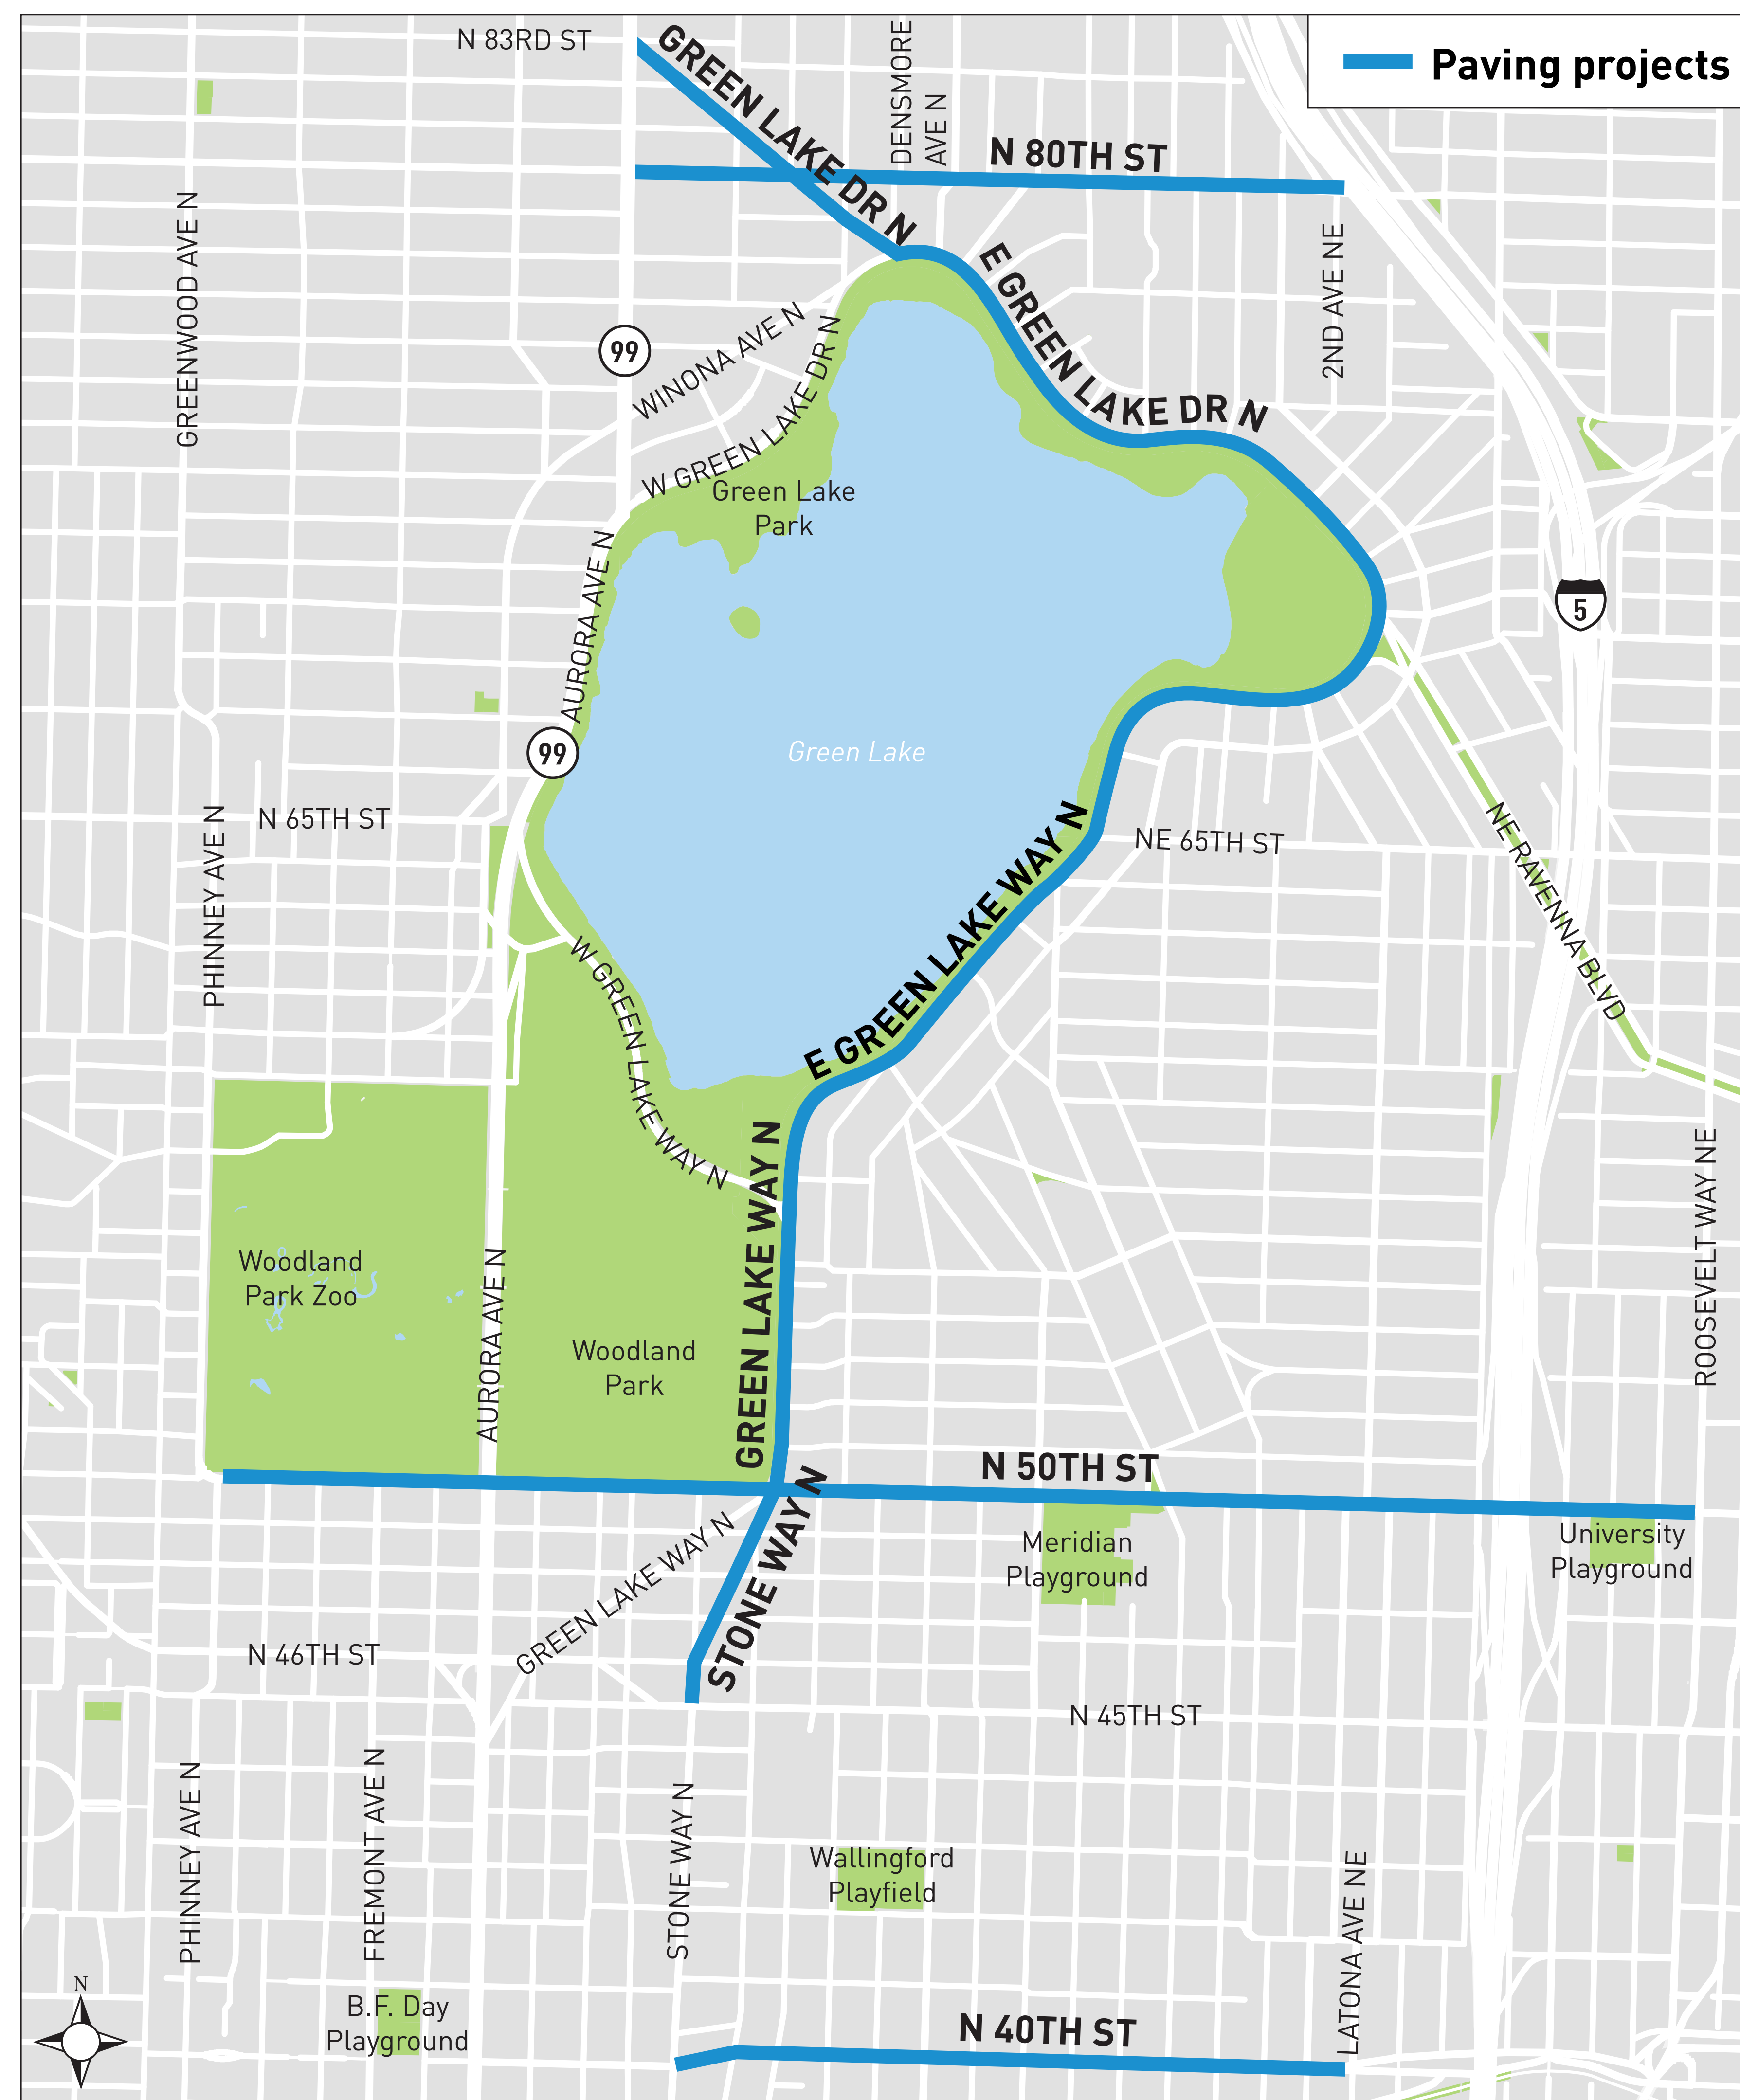 N 83RD ST
GREEN LAKE DR N
DENSMORE
AVE N
Paving projects
N 80TH ST
GREENWOOD AVE N
2ND AVE NE
E GREEN LAKE DR N
99
WINONA AVE N
W GREEN LAKE DR N
Green Lake
Park
AURORA AVE N
5
99
Green Lake
N 65TH ST
PHINNEY AVE N
NE 65TH ST
NE RAVENNA BLVD
E GREEN LAKE WAY N
W GREEN LAKE WAY N
GREEN LAKE WAY N
ROOSEVELT WAY NE
Woodland
Park Zoo
AURORA AVE N
Woodland
Park
N 50TH ST
STONE WAY N
GREEN LAKE WAY N
Meridian
Playground
University
Playground
N 46TH ST
N 45TH ST
PHINNEY AVE N
FREMONT AVE N
STONE WAY N
Wallingford
Playfield
LATONA AVE NE
N
B.F. Day
Playground
N 40TH ST